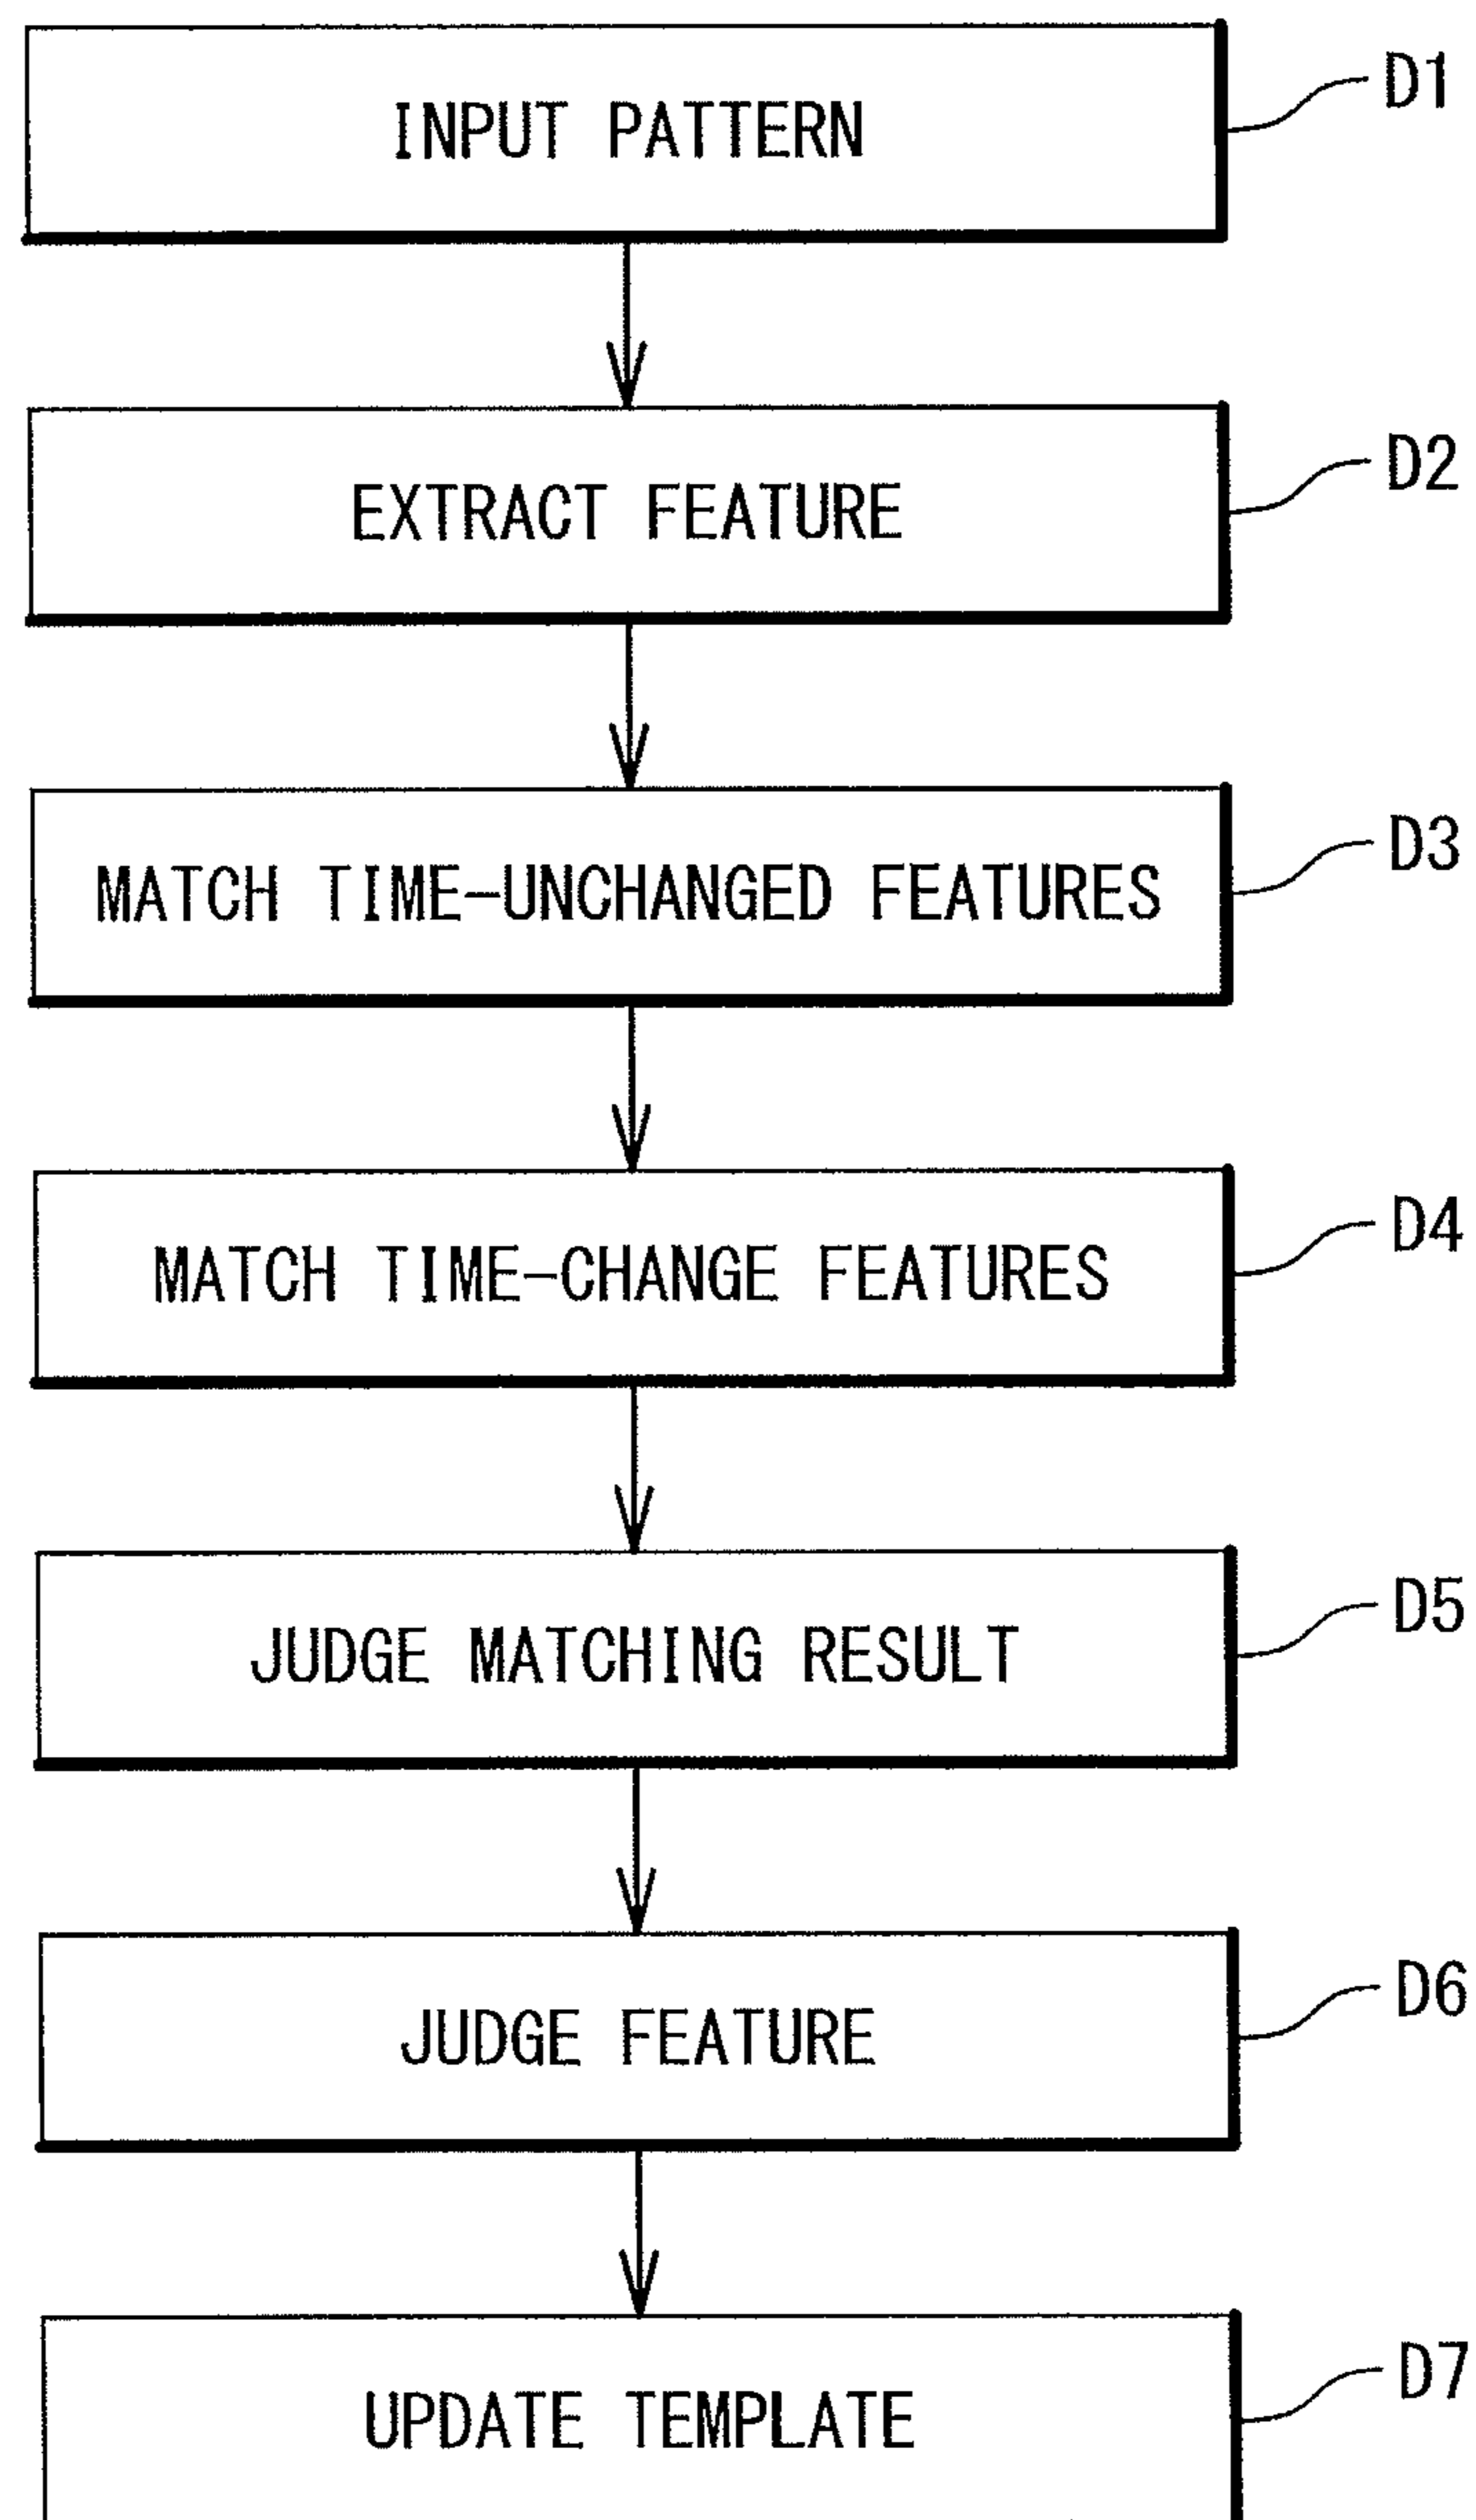 INPUT PATTERN
D1
EXTRACT FEATURE
D2
MATCH TIME-UNCHANGED FEATURES
D3
MATCH TIME-CHANGE FEATURES
D4
JUDGE MATCHING RESULT
D5
JUDGE FEATURE
D6
UPDATE TEMPLATE
D7